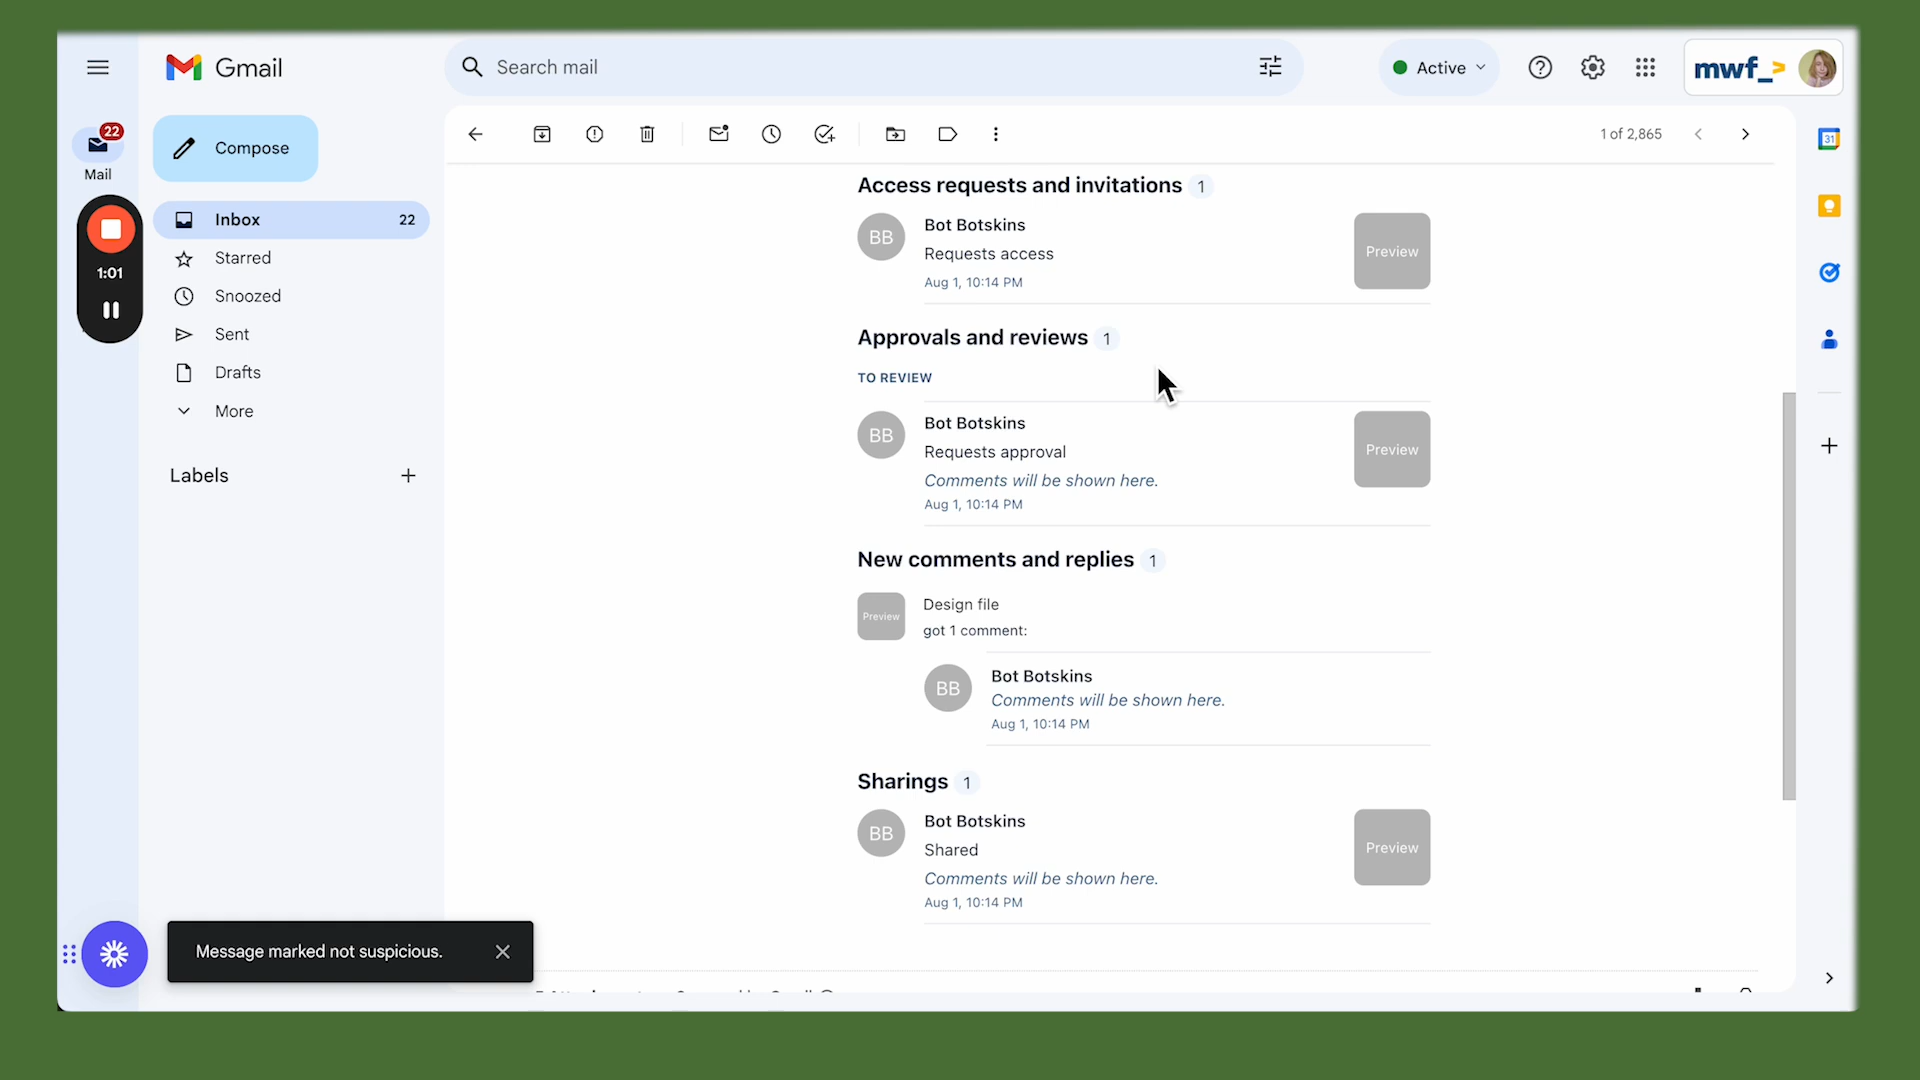 Gmail
Search mail
Active
mwf_>
22
Mail
Compose
1 of 2,865
1:01
Inbox 22
Starred
Snoozed
Sent
Drafts
More
Labels
Access requests and invitations 1
BB
Bot Botskins
Requests access
Aug 1, 10:14 PM
Preview
Approvals and reviews 1
TO REVIEW
BB
Bot Botskins
Requests approval
Comments will be shown here.
Aug 1, 10:14 PM
Preview
New comments and replies 1
Preview
Design file
got 1 comment:
BB
Bot Botskins
Comments will be shown here.
Aug 1, 10:14 PM
Sharings 1
BB
Bot Botskins
Shared
Comments will be shown here.
Aug 1, 10:14 PM
Preview
Message marked not suspicious.
31